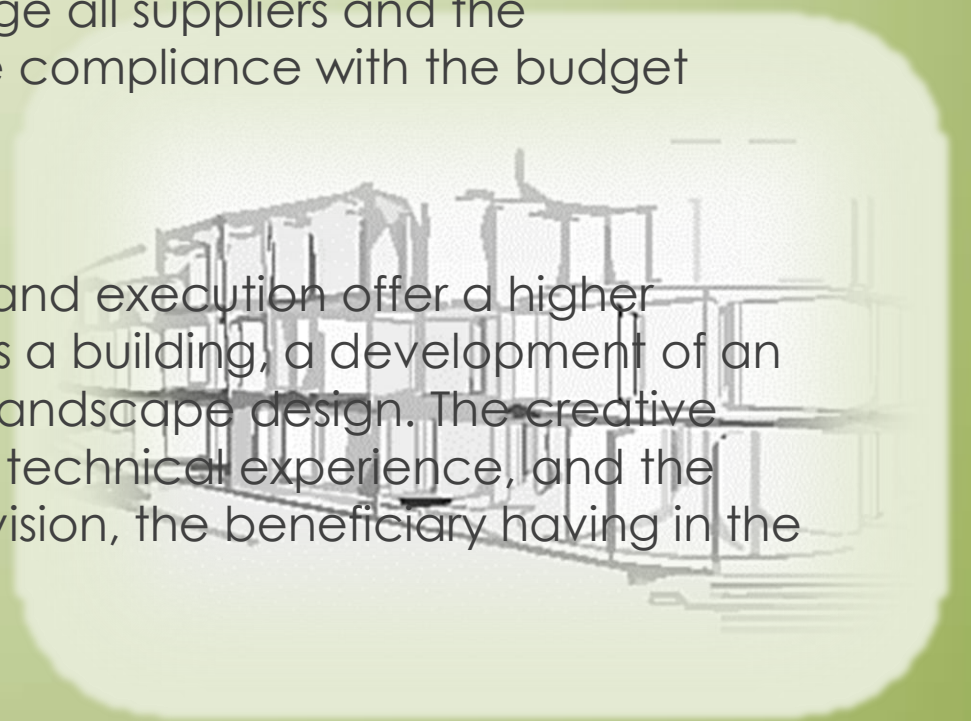 ge all suppliers and the
compliance with the budget
and execution offer a higher
s a building, a development of an
andscape design. The creative
technical experience, and the
vision, the beneficiary having in the